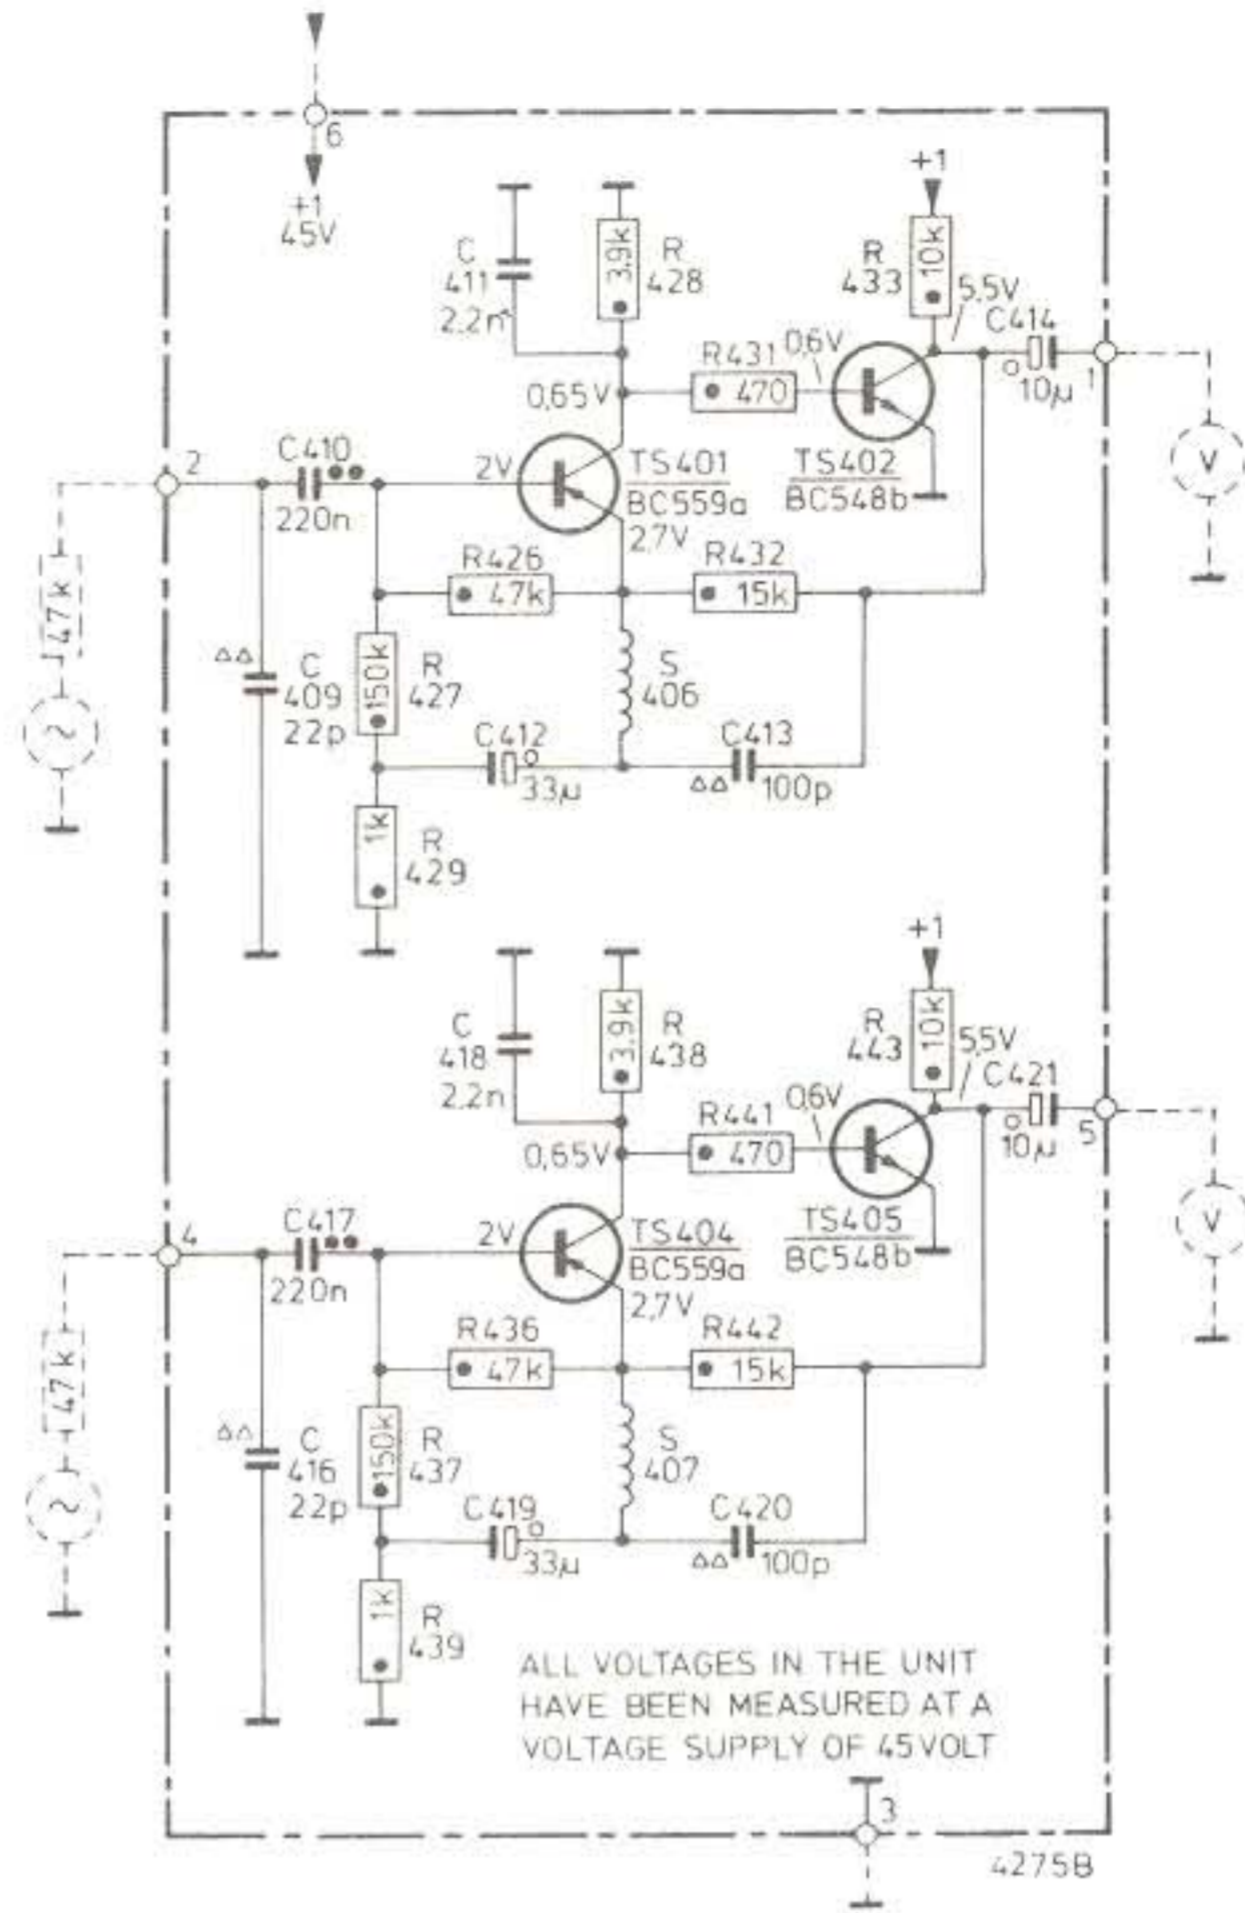 6
+1
45V
C
411
2.2n
3.9k
R
428
+1
R
433
10k
5.5V
C414
10µ
1
R431
470
0.6V
0.65V
TS402
BC548b
V
2
C410
220n
2V
TS401
BC559a
2.7V
R426
47k
R432
15k
47k
C
409
22p
150k
R
427
S
406
C412
33µ
C413
100p
1k
R
429
C
418
2.2n
3.9k
R
438
+1
R
443
10k
5.5V
C421
10µ
5
R441
470
0.6V
0.65V
TS405
BC548b
V
4
C417
220n
2V
TS404
BC559a
2.7V
R436
47k
R442
15k
47k
C
416
22p
150k
R
437
S
407
C419
33µ
C420
100p
1k
R
439
ALL VOLTAGES IN THE UNIT
HAVE BEEN MEASURED AT A
VOLTAGE SUPPLY OF 45VOLT
3
4275B